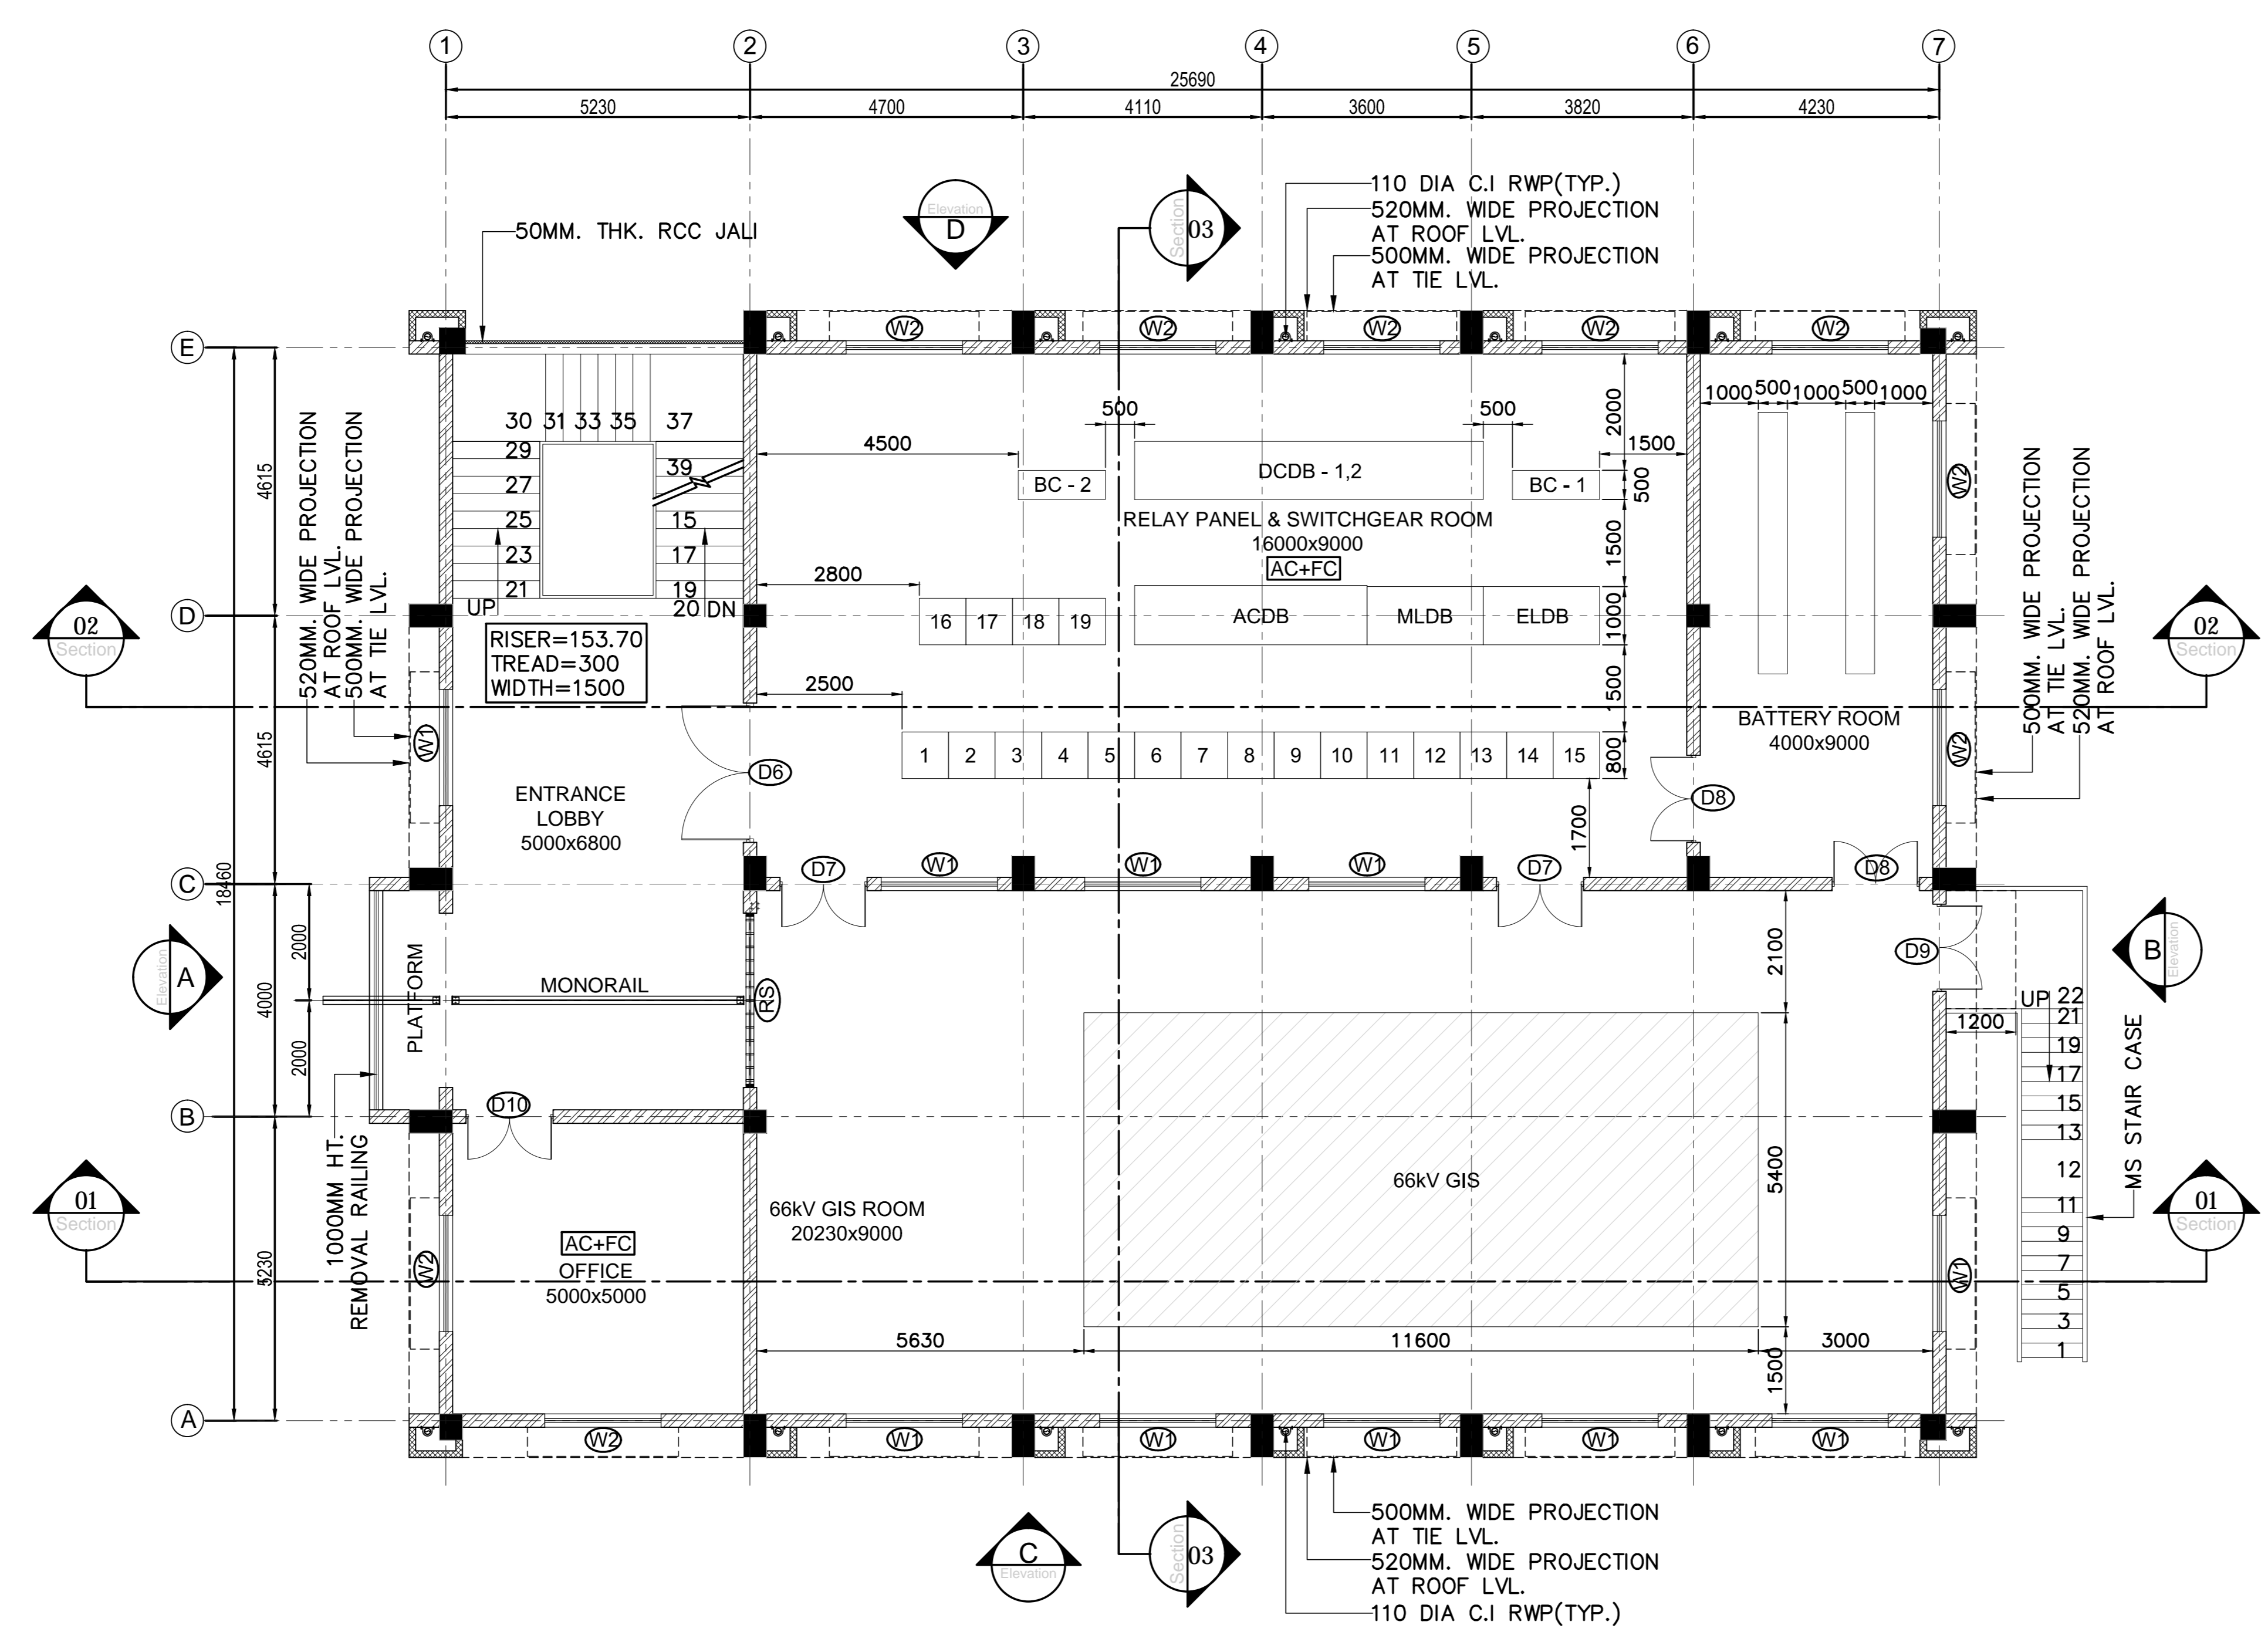 1 2 3 4 5 6 7
25690
5230 4700 4110 3600 3820 4230
110 DIA C.I RWP(TYP.)
520MM. WIDE PROJECTION
AT ROOF LVL.
500MM. WIDE PROJECTION
AT TIE LVL.
50MM. THK. RCC JALI
Elevation
D
Section
03
E
W2 W2 W2 W2 W2
520MM. WIDE PROJECTION
AT ROOF LVL.
500MM. WIDE PROJECTION
AT TIE LVL.
4615
30 31 33 35 37
29
27
25
23
21
39
15
17
19
20 DN
UP
RISER=153.70
TREAD=300
WIDTH=1500
4500
500
500
2000
1500
BC - 2
DCDB - 1,2
BC - 1
500
RELAY PANEL & SWITCHGEAR ROOM
16000x9000
AC+FC
1500
2800
16 17 18 19
ACDB
MLDB
ELDB
1000
1500
2500
1 2 3 4 5 6 7 8 9 10 11 12 13 14 15
800
1700
1000 500 1000 500 1000
BATTERY ROOM
4000x9000
W2
W2
500MM. WIDE PROJECTION
AT TIE LVL.
520MM. WIDE PROJECTION
AT ROOF LVL.
D
02
Section
02
Section
4615
W1
D6
D8
ENTRANCE
LOBBY
5000x6800
C
18460
D7
W1
W1
W1
D7
D8
2000
4000
2000
Elevation
A
PLATFORM
MONORAIL
RS
2100
D9
B
Elevation
UP 22
21
19
17
15
13
12
11
9
7
5
3
1
1200
MS STAIR CASE
B
D10
1000MM HT.
REMOVAL RAILING
01
Section
01
Section
5230
W2
AC+FC
OFFICE
5000x5000
66kV GIS ROOM
20230x9000
66kV GIS
5400
W1
5630
11600
3000
1500
A
W2 W1 W1 W1 W1 W1
500MM. WIDE PROJECTION
AT TIE LVL.
520MM. WIDE PROJECTION
AT ROOF LVL.
110 DIA C.I RWP(TYP.)
C
Elevation
Section
03